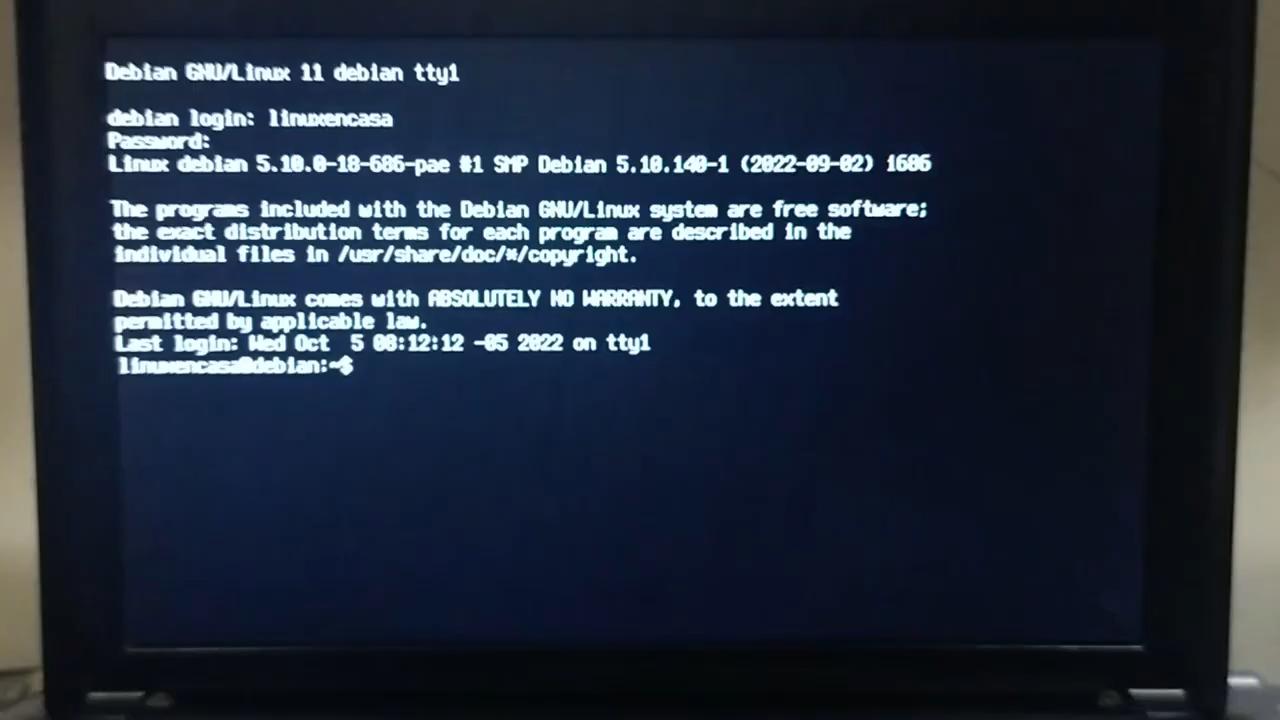 Debian GNU/Linux 11 debian tty1
debian login: linuxencasa
Password:
Linux debian 5.10.0-18-686-pae #1 SMP Debian 5.10.140-1 (2022-09-02) i686
The programs included with the Debian GNU/Linux system are free software;
the exact distribution terms for each program are described in the
individual files in /usr/share/doc/*/copyright.
Debian GNU/Linux comes with ABSOLUTELY NO WARRANTY, to the extent
permitted by applicable law.
Last login: Wed Oct  5 08:12:12 -05 2022 on tty1
linuxencasa@debian:~$